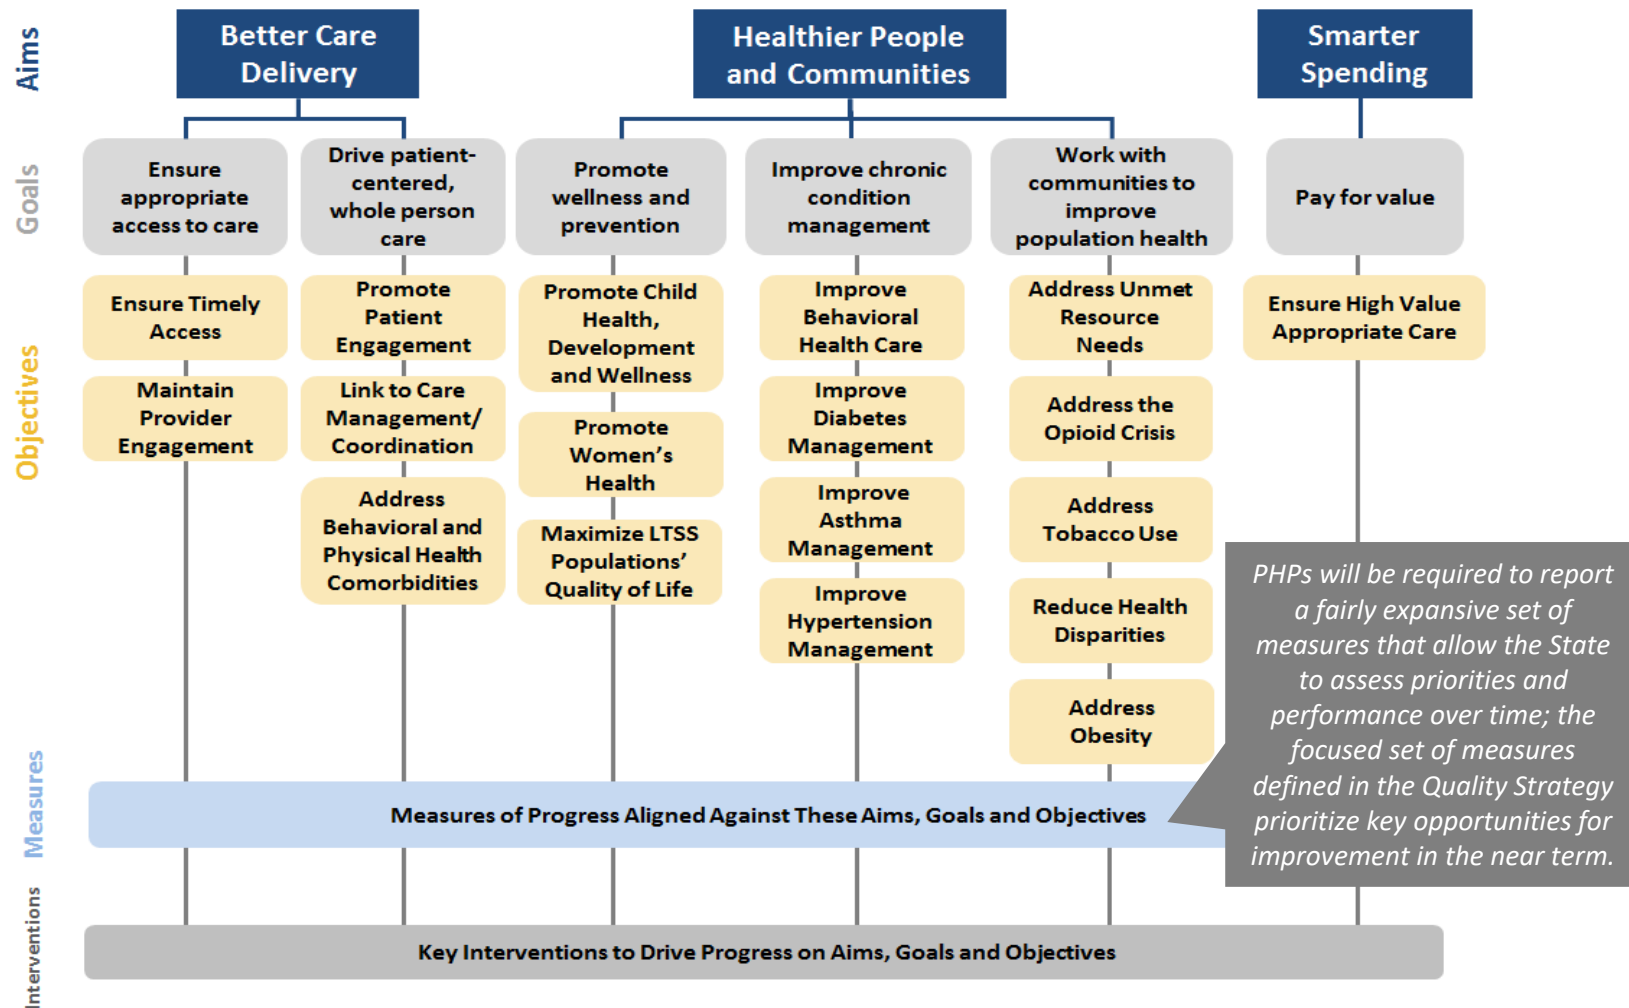 Aims
Better Care
Delivery
Healthier People
and Communities
Smarter
Spending
Goals
Ensure
appropriate
access to care
Drive patient-
centered,
whole person
care
Promote
wellness and
prevention
Improve chronic
condition
management
Work with
communities to
improve
population health
Pay for value
Objectives
Ensure Timely
Access
Maintain
Provider
Engagement
Promote
Patient
Engagement
Link to Care
Management/
Coordination
Address
Behavioral and
Physical Health
Comorbidities
Promote Child
Health,
Development
and Wellness
Promote
Women's
Health
Maximize LTSS
Populations'
Quality of Life
Improve
Behavioral
Health Care
Improve
Diabetes
Management
Improve
Asthma
Management
Improve
Hypertension
Management
Address Unmet
Resource
Needs
Address the
Opioid Crisis
Address
Tobacco Use
Reduce Health
Disparities
Address
Obesity
Ensure High Value
Appropriate Care
PHPs will be required to report
a fairly expansive set of
measures that allow the State
to assess priorities and
performance over time; the
focused set of measures
defined in the Quality Strategy
prioritize key opportunities for
improvement in the near term.
Measures
Measures of Progress Aligned Against These Aims, Goals and Objectives
Interventions
Key Interventions to Drive Progress on Aims, Goals and Objectives